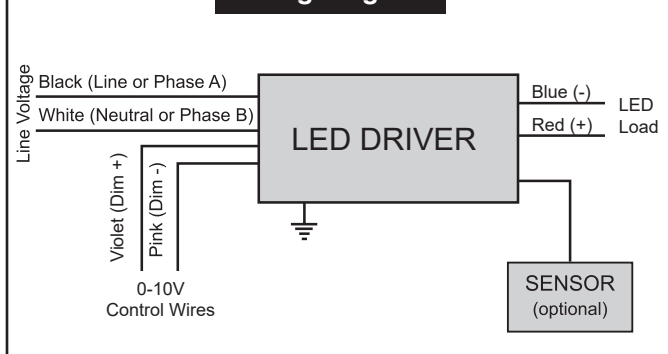 Line Voltage
Black (Line or Phase A)
White (Neutral or Phase B)
Violet (Dim +)
Pink (Dim -)
0-10V
Control Wires
LED DRIVER
Blue (-)
Red (+)
LED
Load
SENSOR
(optional)